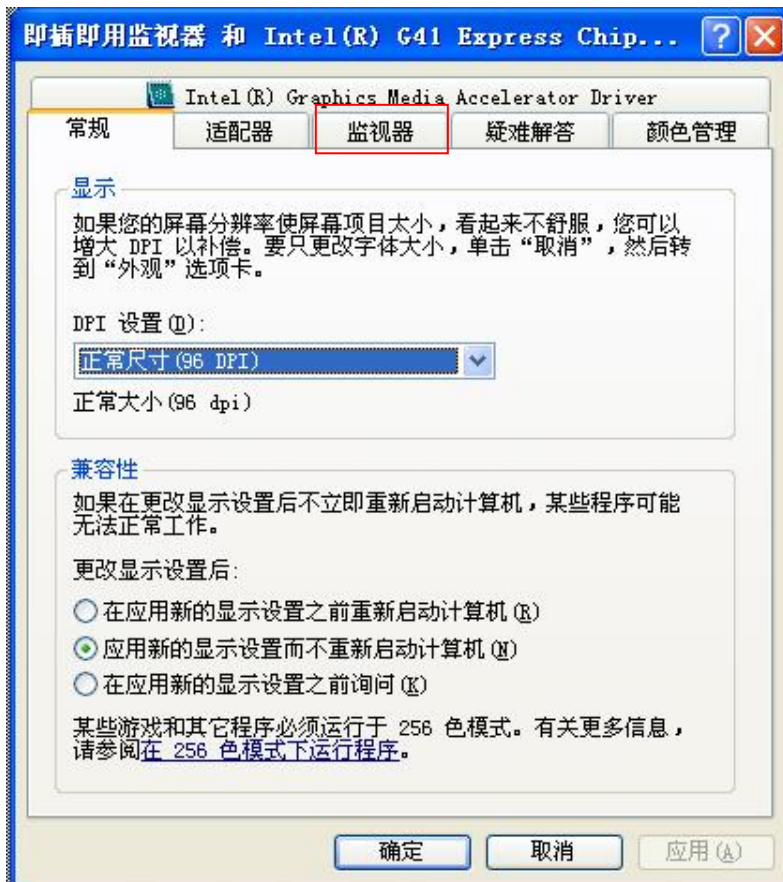 即插即用监视器 和 Intel(R) G41 Express Chip...
Intel(R) Graphics Media Accelerator Driver
常规 适配器 监视器 疑难解答 颜色管理
显示
如果您的屏幕分辨率使屏幕项目太小，看起来不舒服，您可以
增大 DPI 以补偿。要只更改字体大小，单击“取消”，然后转
到“外观”选项卡。
DPI 设置(D):
正常尺寸(96 DPI)
正常大小(96 dpi)
兼容性
如果在更改显示设置后不立即重新启动计算机，某些程序可能
无法正常工作。
更改显示设置后:
在应用新的显示设置之前重新启动计算机(R)
应用新的显示设置而不重新启动计算机(N)
在应用新的显示设置之前询问(K)
某些游戏和其它程序必须运行于 256 色模式。有关更多信息，
请参阅在 256 色模式下运行程序。
确定 取消 应用(A)